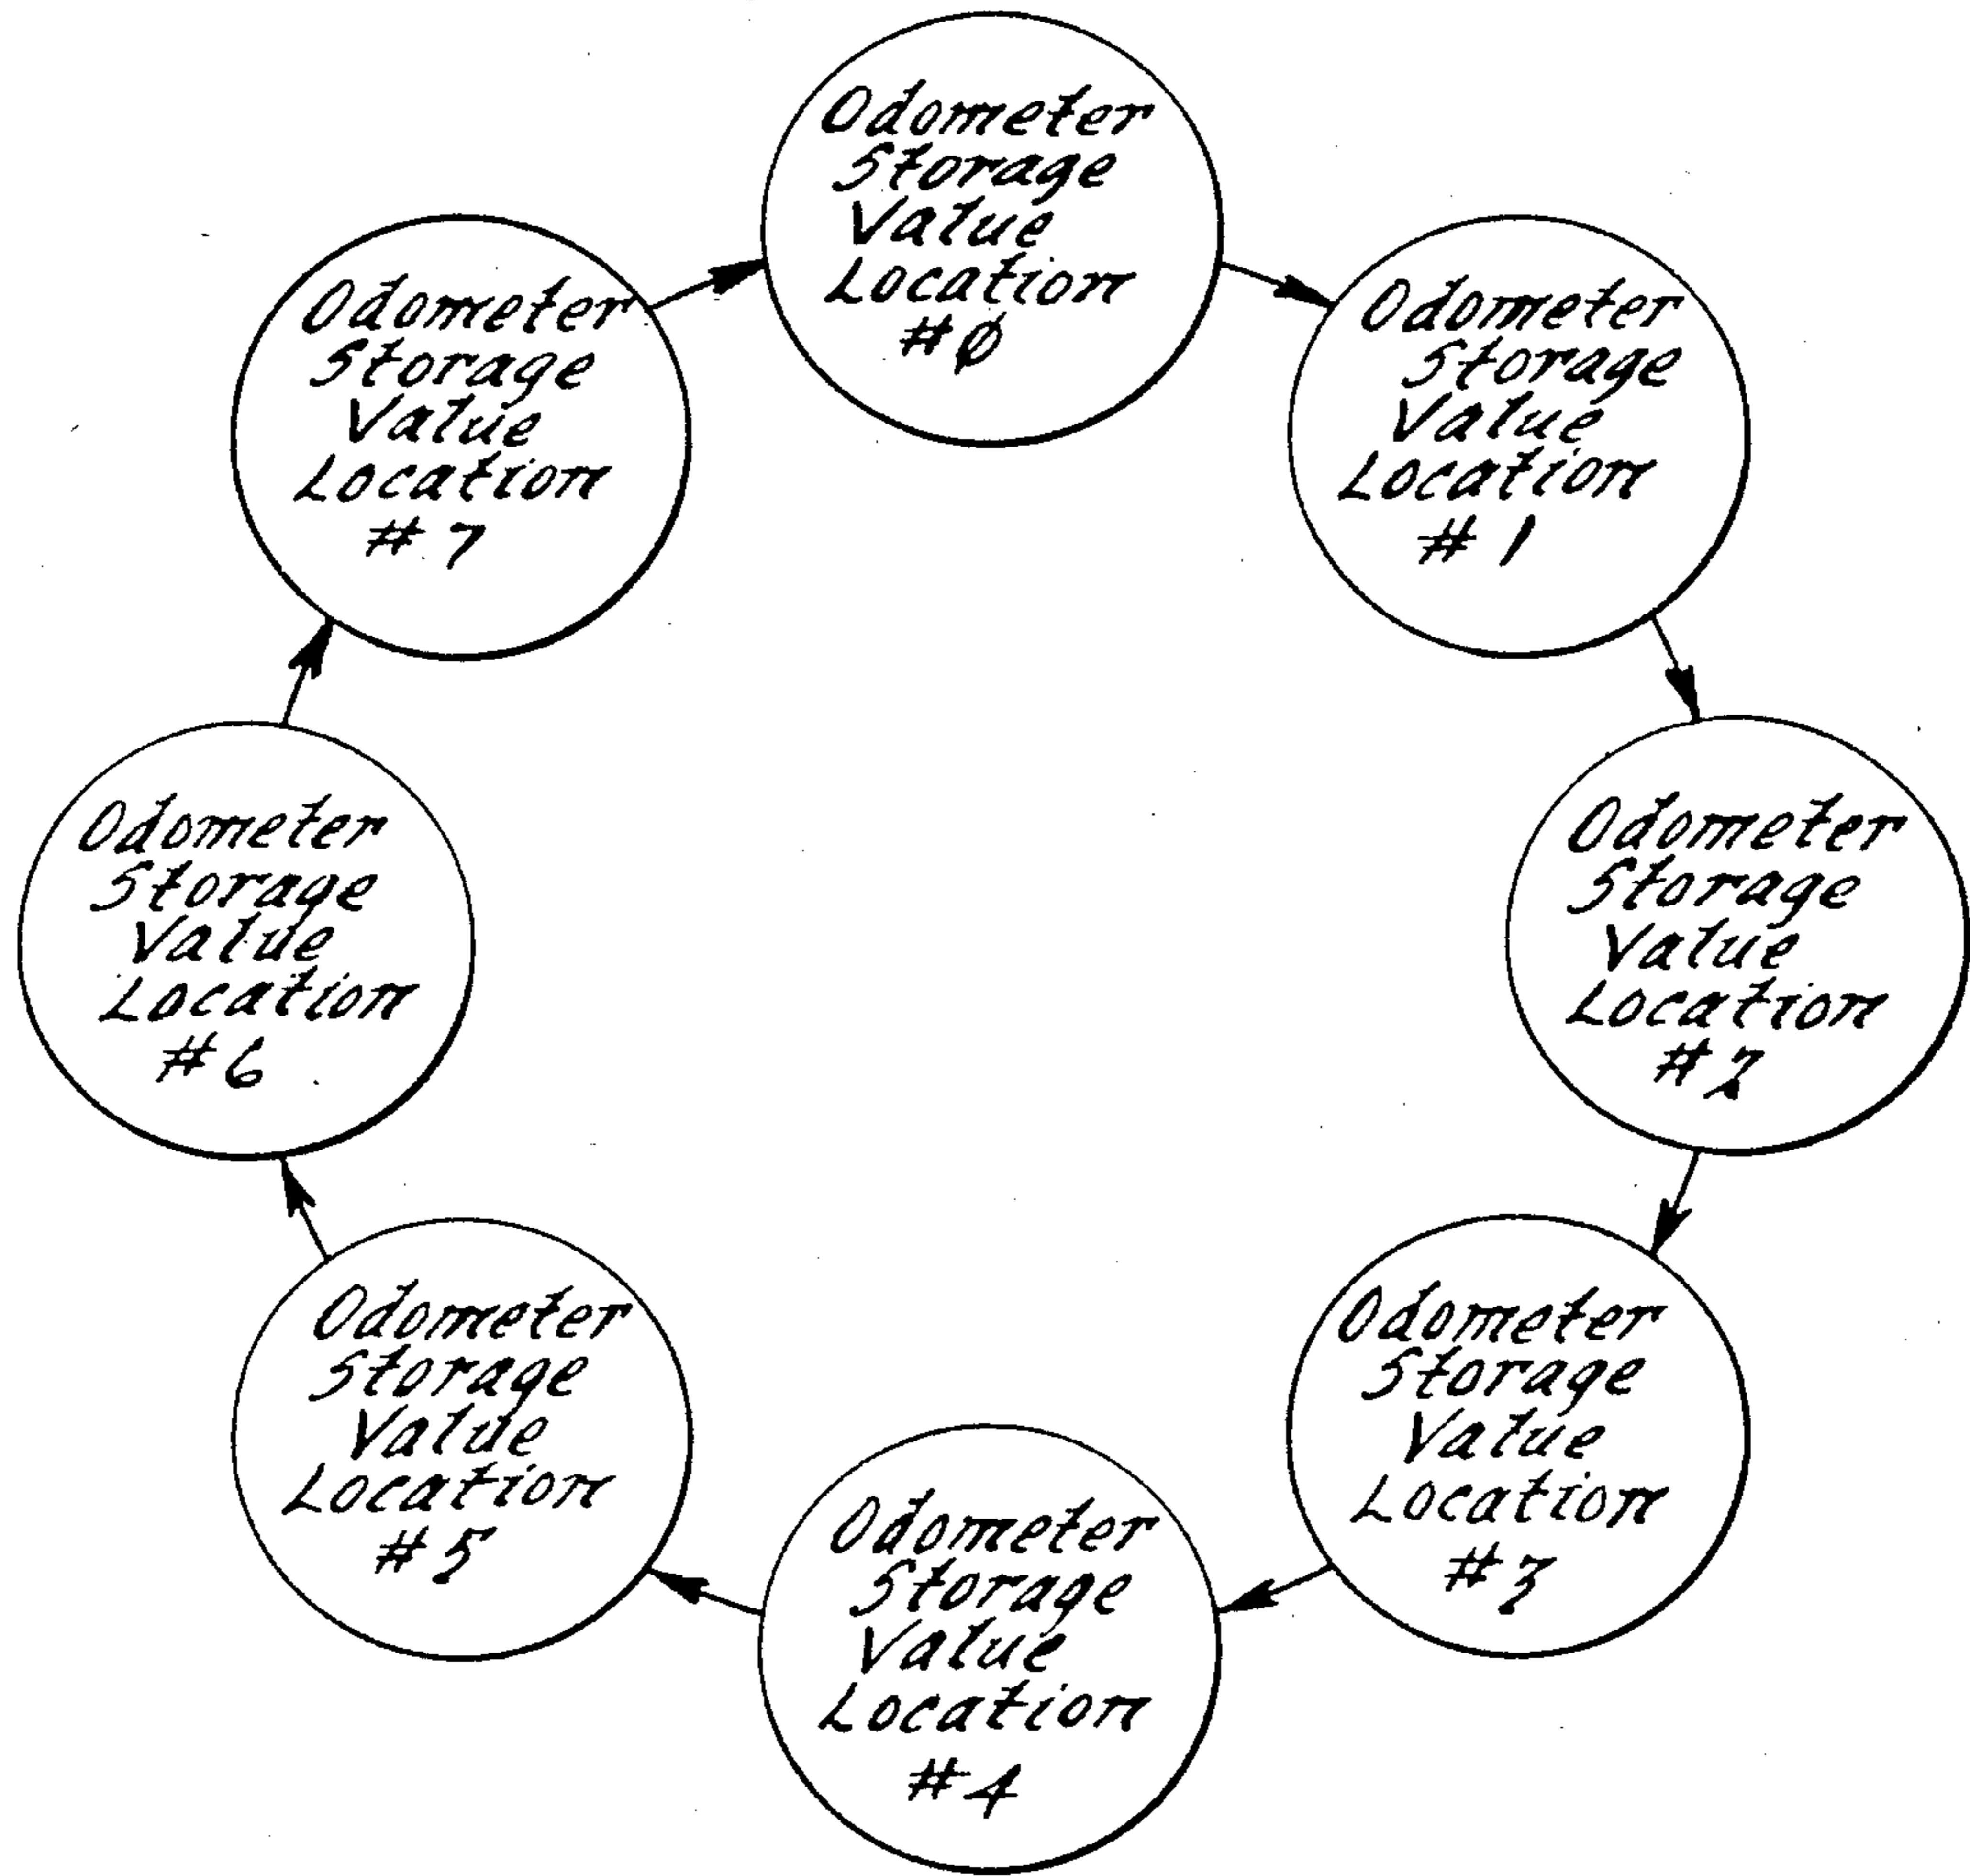 Odometer
Storage
Value
Location
#0
Odometer
Storage
Value
Location
#1
Odometer
Storage
Value
Location
#2
Odometer
Storage
Value
Location
#3
Odometer
Storage
Value
Location
#4
Odometer
Storage
Value
Location
#5
Odometer
Storage
Value
Location
#6
Odometer
Storage
Value
Location
#7